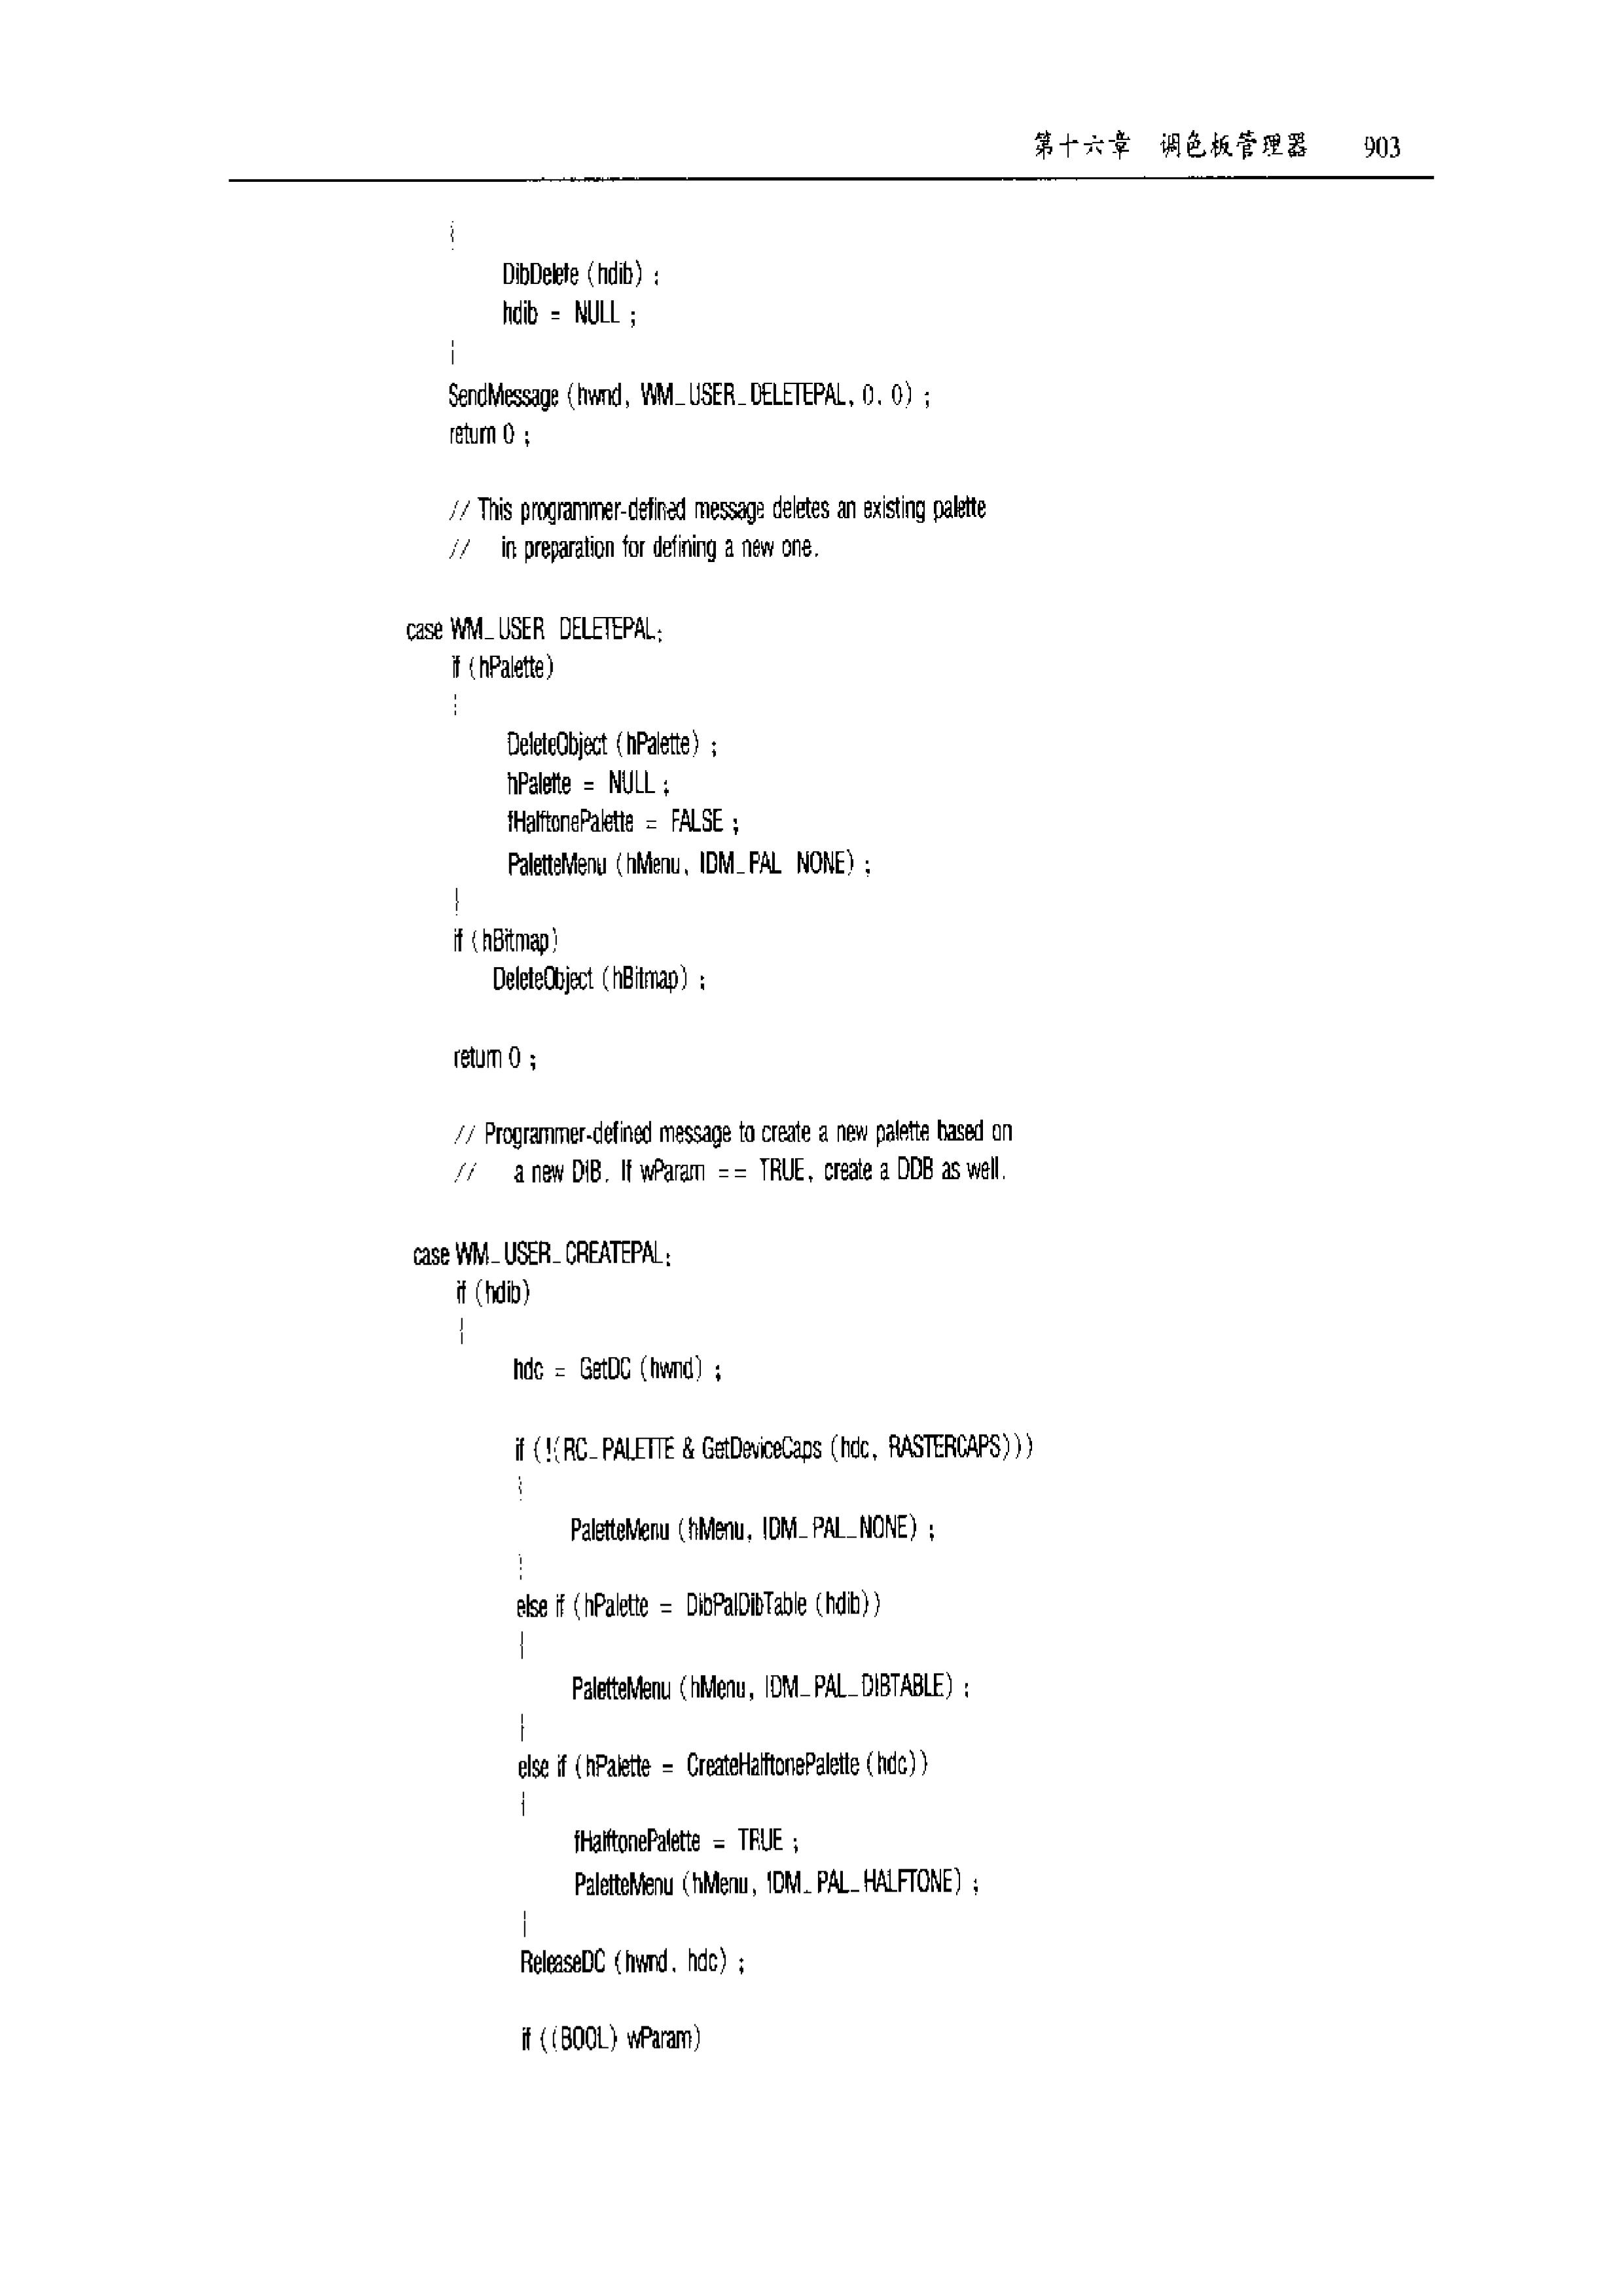 第十六章 调色板管理器 903
{
DibDelete (hdib) ;
hdib = NULL ;
}
SendMessage (hwnd, WM_USER_DELETEPAL, 0, 0) ;
return 0 ;
// This programmer-defined message deletes an existing palette
// in preparation for defining a new one.
case WM_USER DELETEPAL:
if (hPalette)
{
DeleteObject (hPalette) ;
hPalette = NULL ;
fHalftonePalette = FALSE ;
PaletteMenu (hMenu, IDM_PAL NONE) ;
}
if (hBitmap)
DeleteObject (hBitmap) ;
return 0 ;
// Programmer-defined message to create a new palette based on
// a new DIB. If wParam == TRUE, create a DDB as well.
case WM_USER_CREATEPAL:
if (hdib)
{
hdc = GetDC (hwnd) ;
if (!(RC_PALETTE & GetDeviceCaps (hdc, RASTERCAPS)))
{
PaletteMenu (hMenu, IDM_PAL_NONE) ;
}
else if (hPalette = DibPalDibTable (hdib))
{
PaletteMenu (hMenu, IDM_PAL_DIBTABLE) ;
}
else if (hPalette = CreateHalftonePalette (hdc))
{
fHalftonePalette = TRUE ;
PaletteMenu (hMenu, IDM_PAL_HALFTONE) ;
}
ReleaseDC (hwnd, hdc) ;
if ((BOOL) wParam)